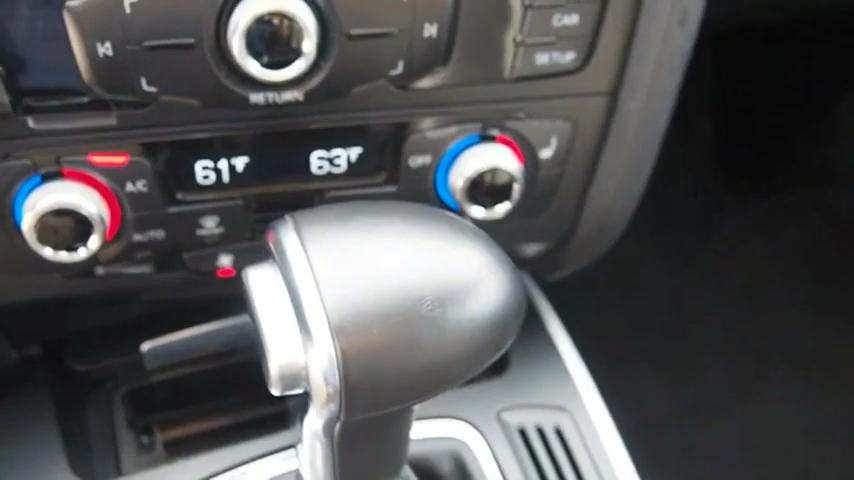 CAR
SETUP
RETURN
61°F 63°F OFF
A/C
AUTO